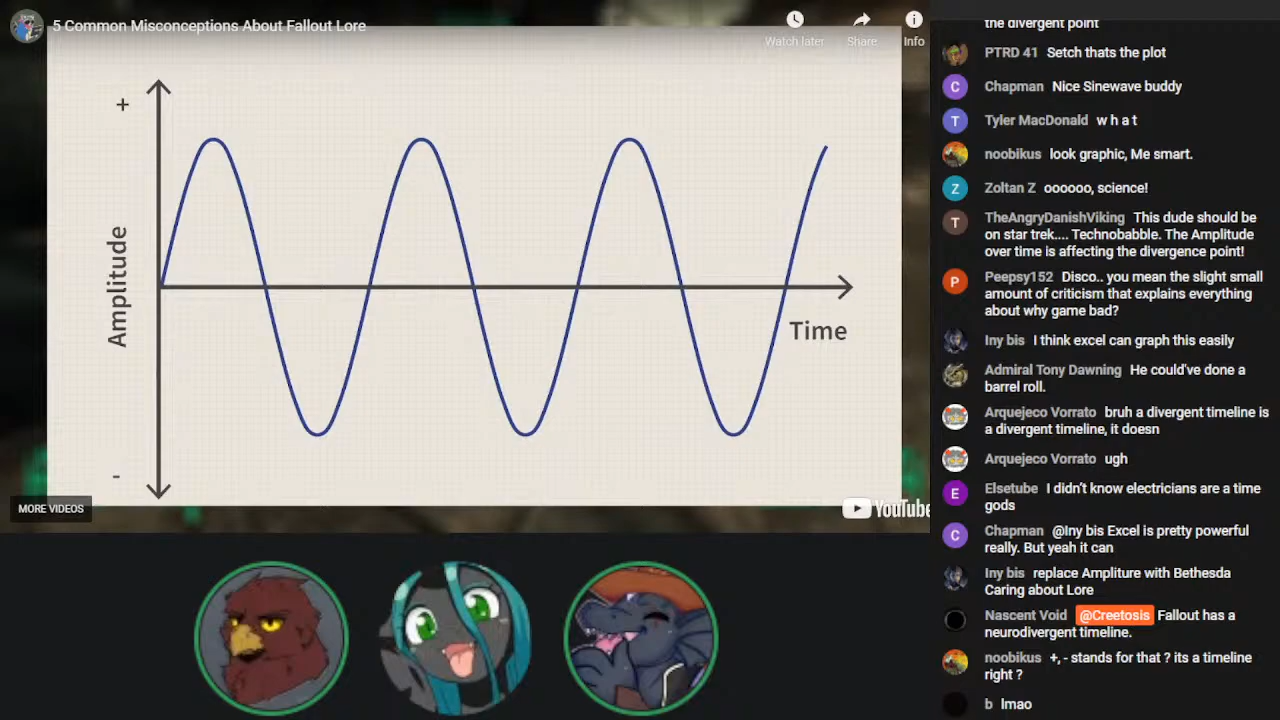 5 Common Misconceptions About Fallout Lore
Watch later
Share
Info
+
Amplitude
Time
-
MORE VIDEOS
YouTube
the divergent point
PTRD 41 Setch thats the plot
C
Chapman Nice Sinewave buddy
T
Tyler MacDonald w h a t
noobikus look graphic, Me smart.
Z
Zoltan Z oooooo, science!
T
TheAngryDanishViking This dude should be
on star trek.... Technobabble. The Amplitude
over time is affecting the divergence point!
P
Peepsy152 Disco.. you mean the slight small
amount of criticism that explains everything
about why game bad?
Iny bis I think excel can graph this easily
Admiral Tony Dawning He could've done a
barrel roll.
Arquejeco Vorrato bruh a divergent timeline is
a divergent timeline, it doesn
Arquejeco Vorrato ugh
E
Elsetube I didn't know electricians are a time
gods
C
Chapman @Iny bis Excel is pretty powerful
really. But yeah it can
Iny bis replace Ampliture with Bethesda
Caring about Lore
Nascent Void @Creetosis Fallout has a
neurodivergent timeline.
noobikus +, - stands for that ? its a timeline
right ?
b lmao